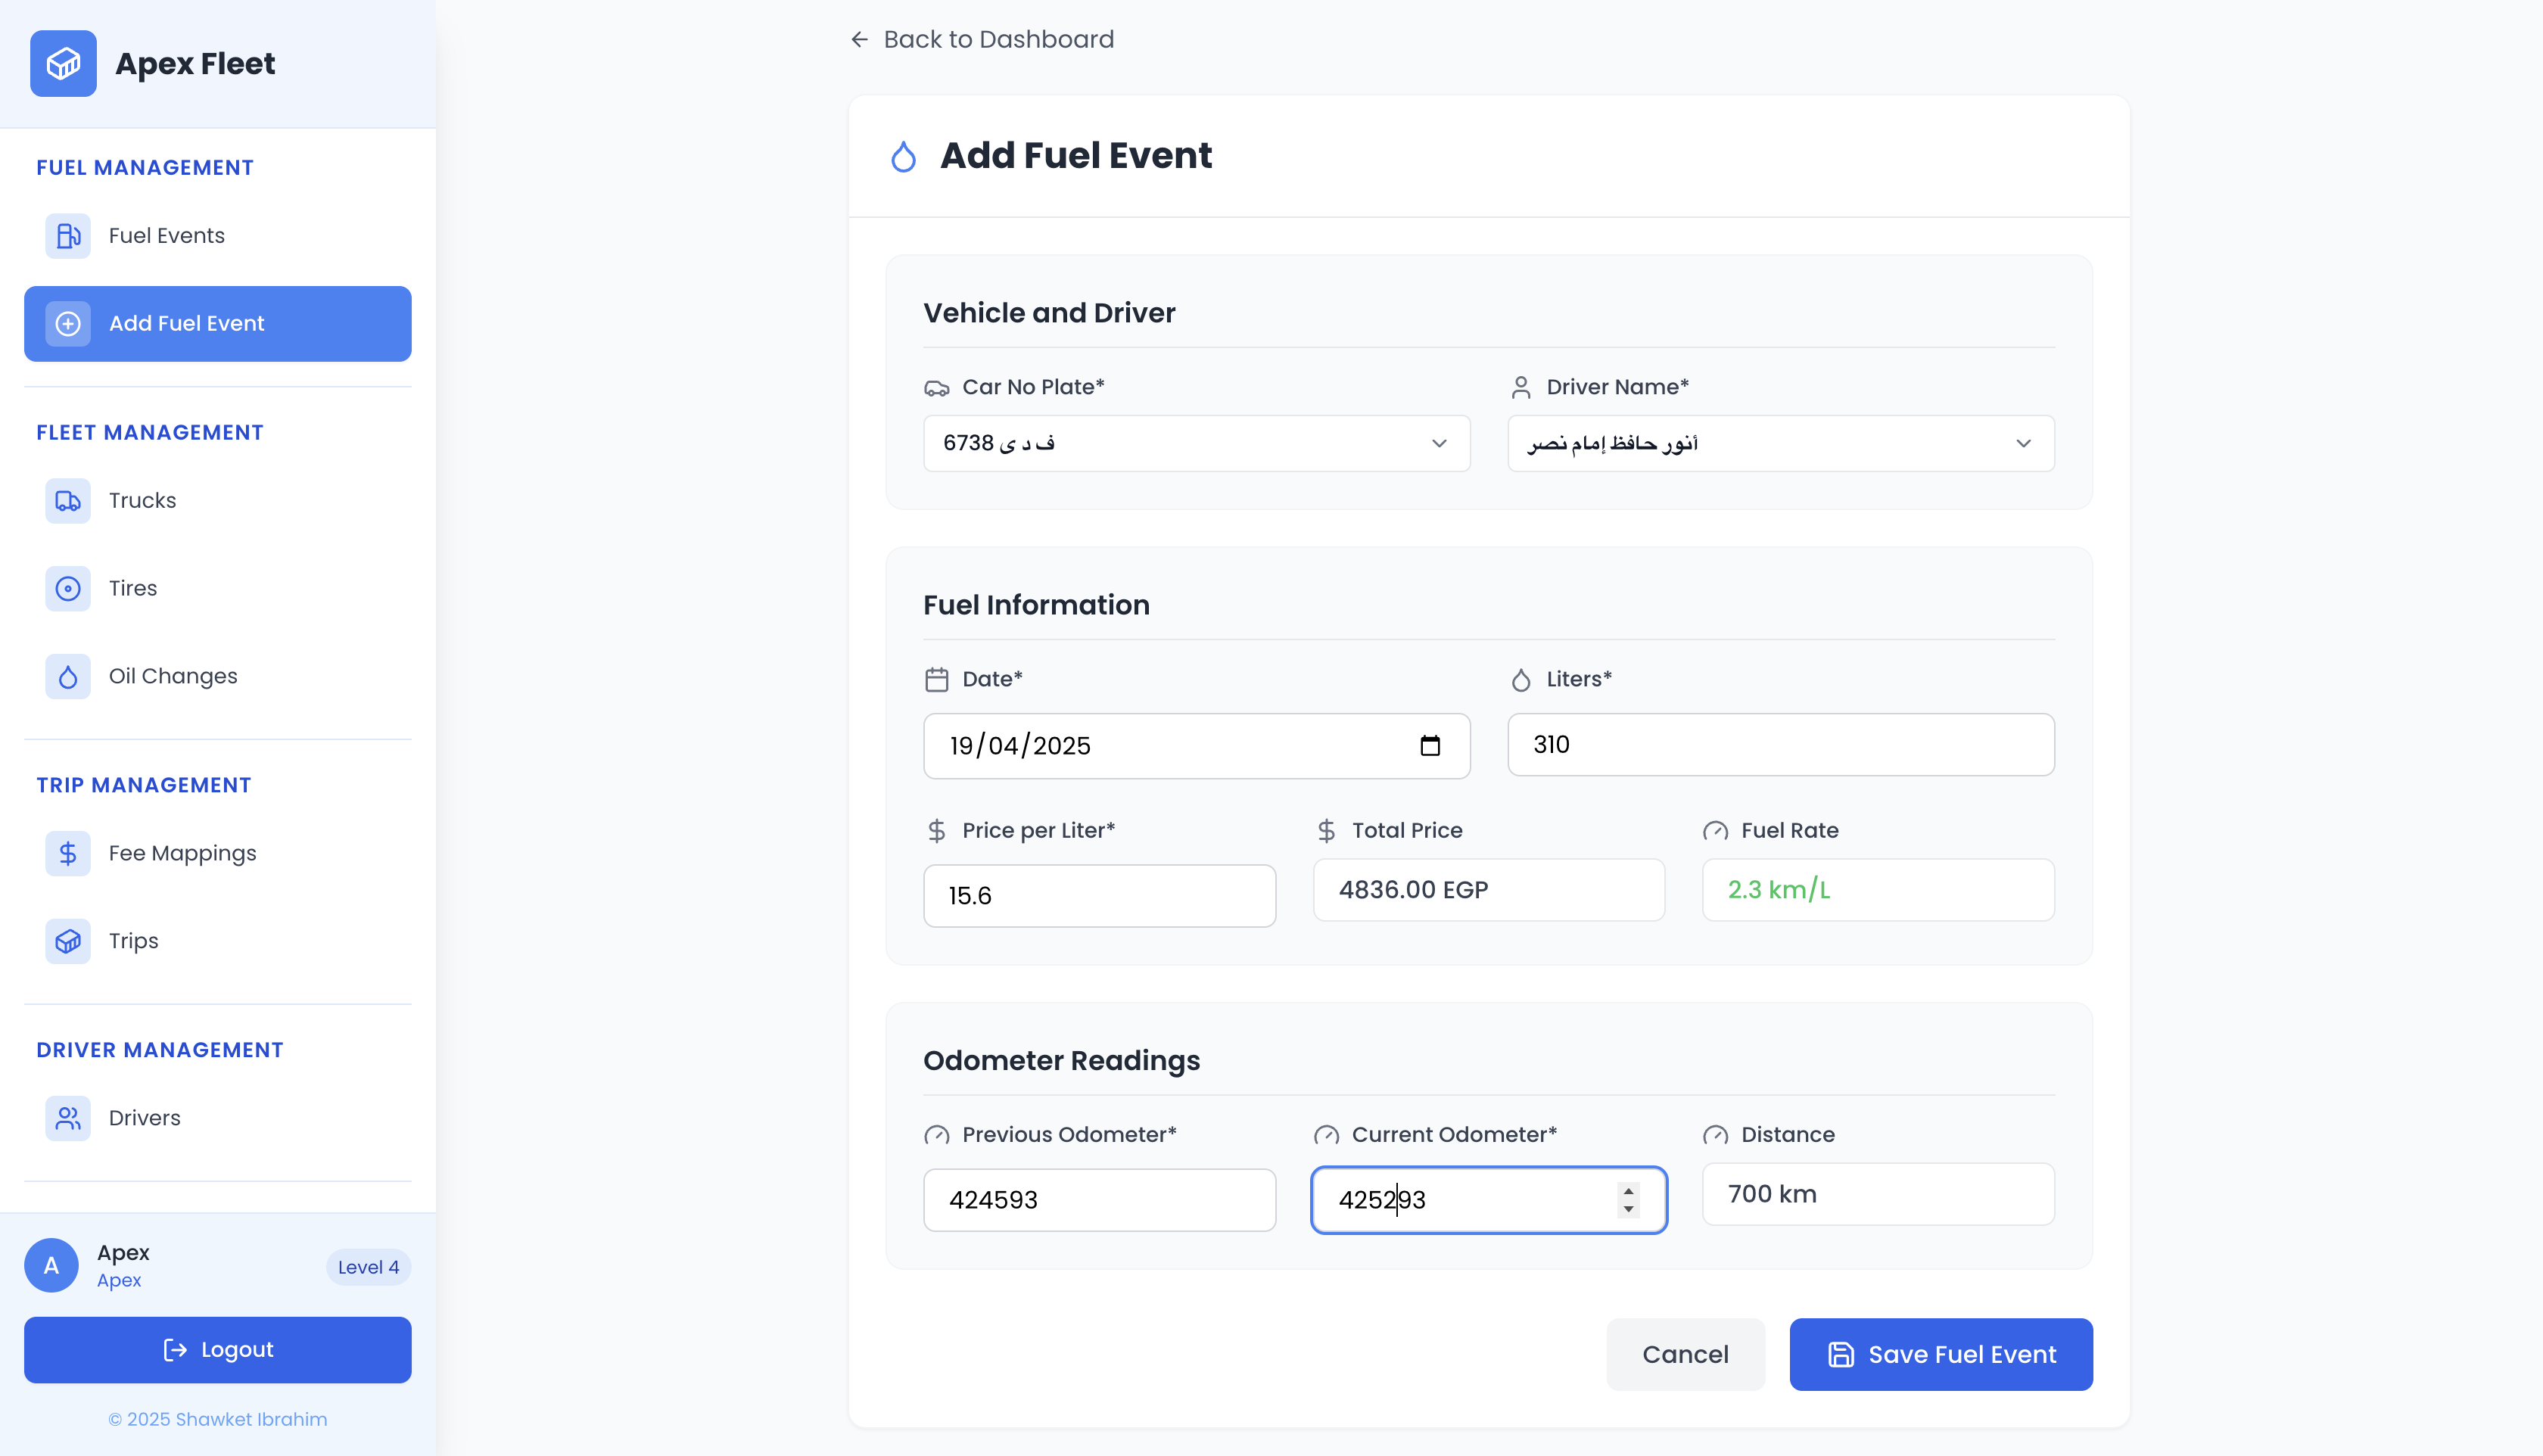 Apex Fleet
FUEL MANAGEMENT
Fuel Events
Add Fuel Event
FLEET MANAGEMENT
Trucks
Tires
Oil Changes
TRIP MANAGEMENT
Fee Mappings
Trips
DRIVER MANAGEMENT
Drivers
A
Apex
Apex
Level 4
Logout
© 2025 Shawket Ibrahim
Back to Dashboard
Add Fuel Event
Vehicle and Driver
Car No Plate*
Driver Name*
ف د ى 6738
أنور حافظ إمام نصر
Fuel Information
Date*
Liters*
19/04/2025
310
Price per Liter*
Total Price
Fuel Rate
15.6
4836.00 EGP
2.3 km/L
Odometer Readings
Previous Odometer*
Current Odometer*
Distance
424593
425293
700 km
Cancel
Save Fuel Event